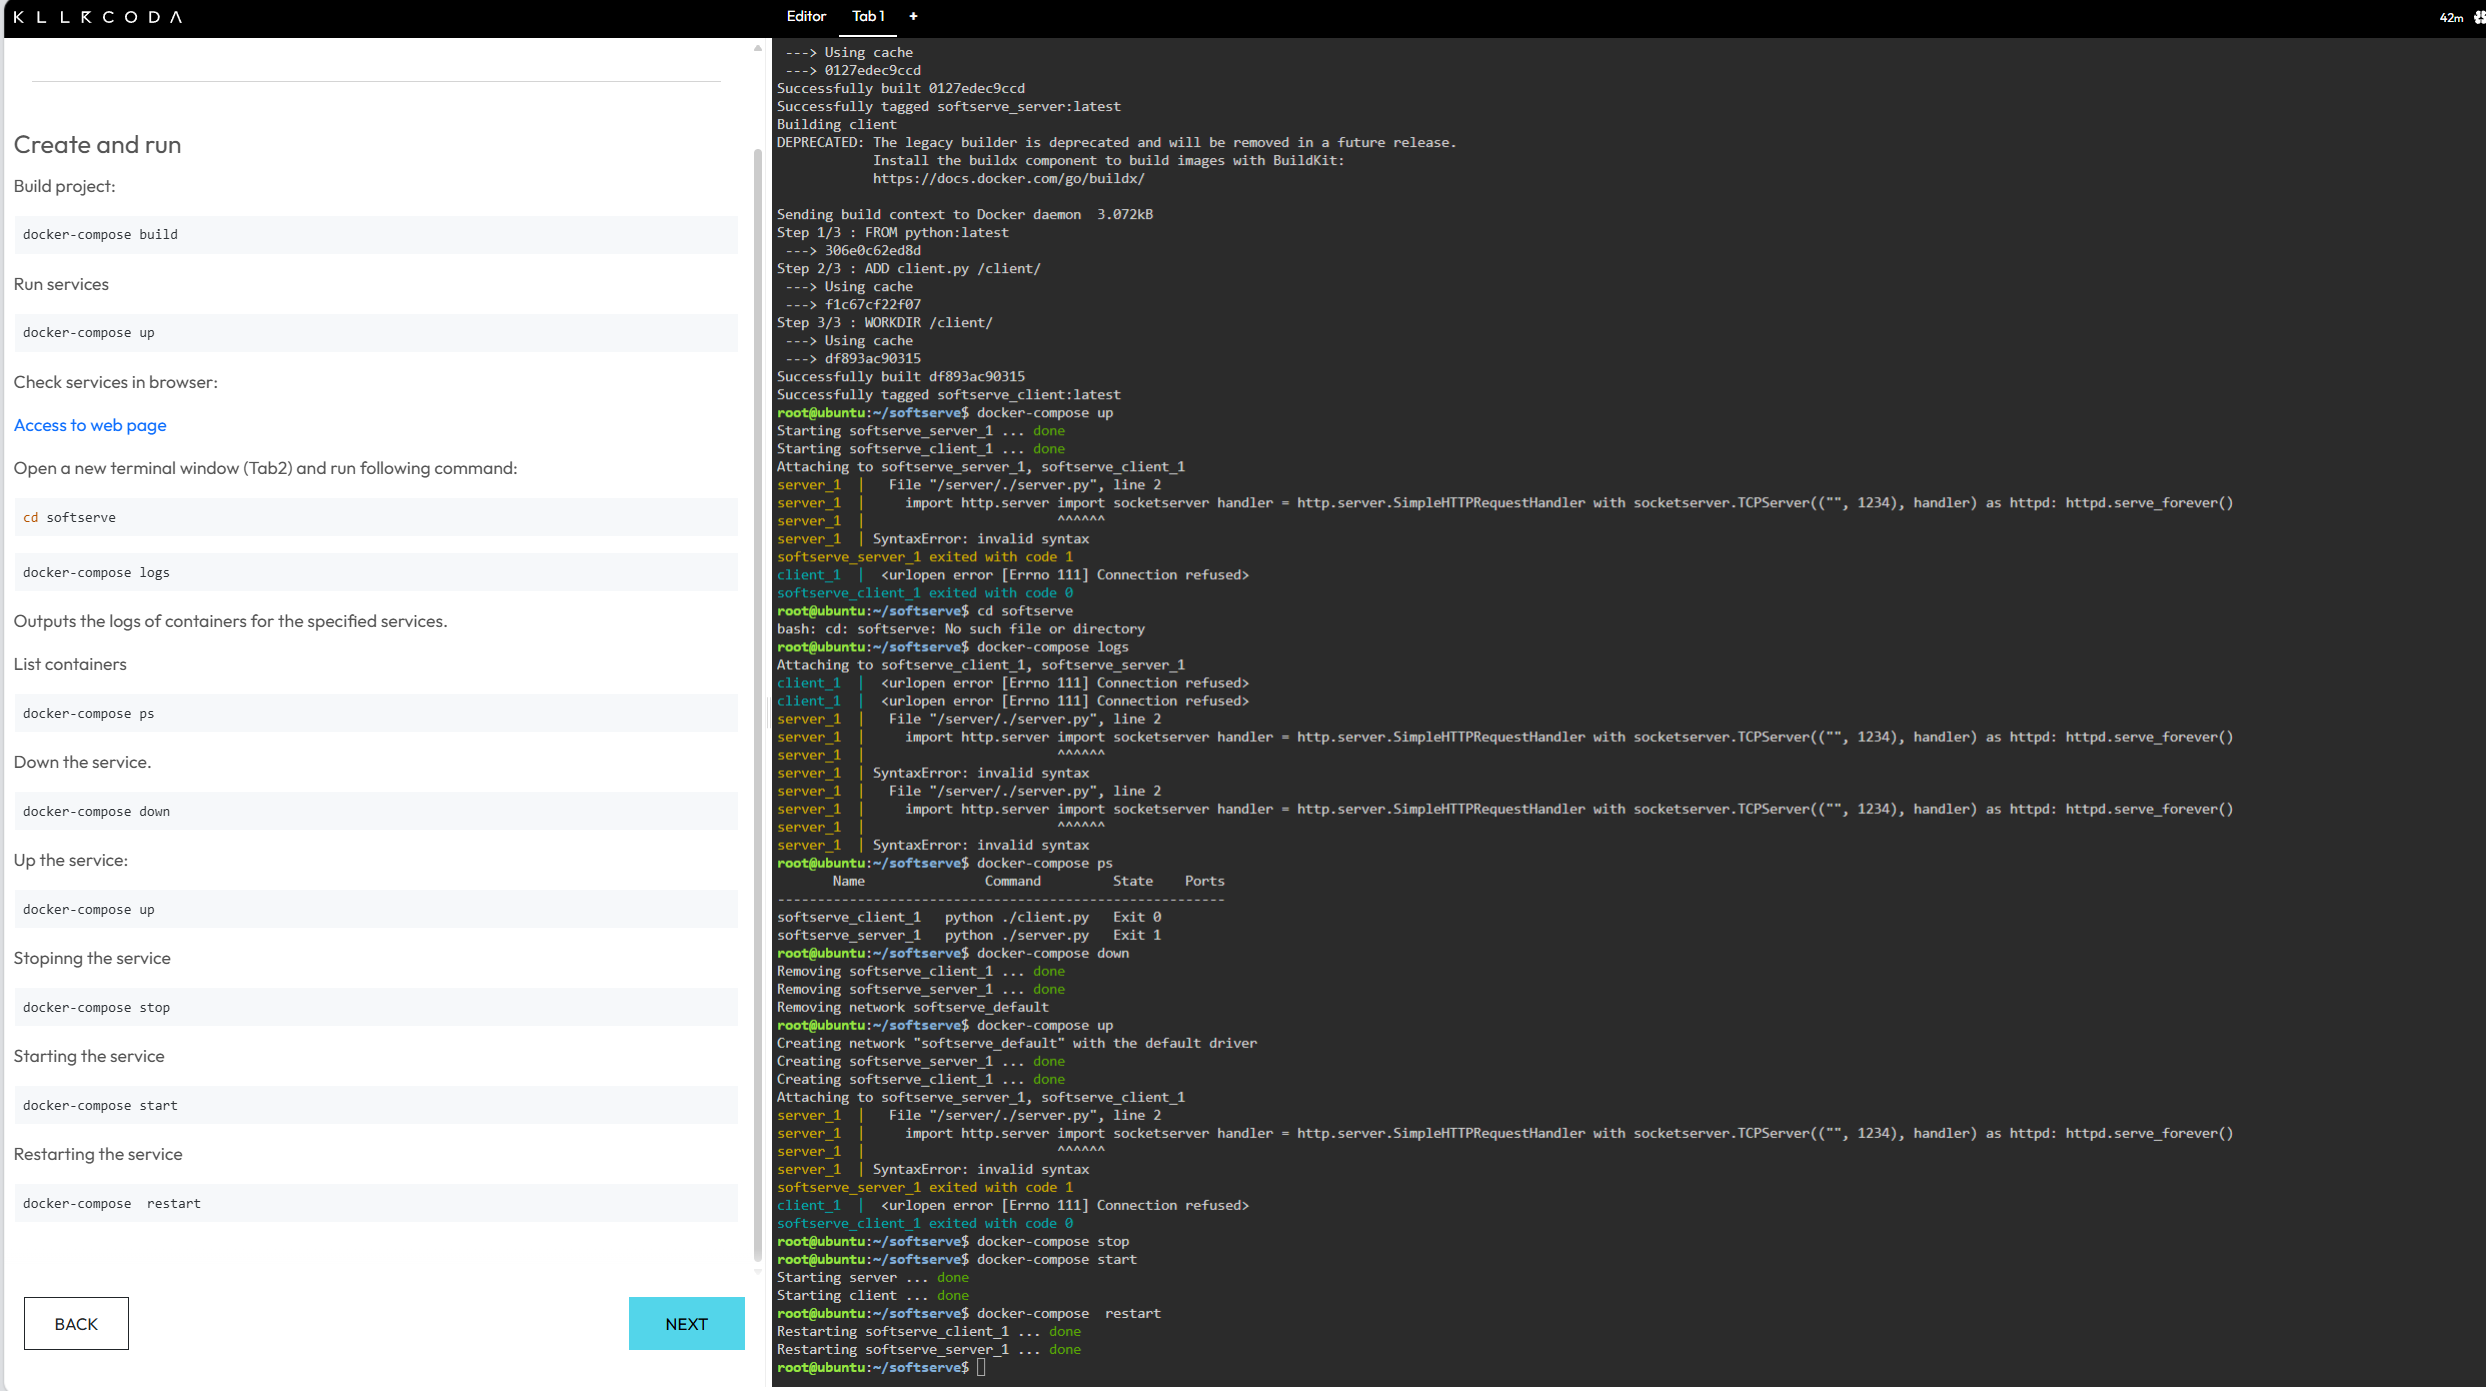 KLLRCODA
Editor
Tab 1
+
42m
Create and run
Build project:
docker-compose build
Run services
docker-compose up
Check services in browser:
Access to web page
Open a new terminal window (Tab2) and run following command:
cd softserve
docker-compose logs
Outputs the logs of containers for the specified services.
List containers
docker-compose ps
Down the service.
docker-compose down
Up the service:
docker-compose up
Stopinng the service
docker-compose stop
Starting the service
docker-compose start
Restarting the service
docker-compose  restart
BACK
NEXT
 ---> Using cache
 ---> 0127edec9ccd
Successfully built 0127edec9ccd
Successfully tagged softserve_server:latest
Building client
DEPRECATED: The legacy builder is deprecated and will be removed in a future release.
            Install the buildx component to build images with BuildKit:
            https://docs.docker.com/go/buildx/
Sending build context to Docker daemon  3.072kB
Step 1/3 : FROM python:latest
 ---> 306e0c62ed8d
Step 2/3 : ADD client.py /client/
 ---> Using cache
 ---> f1c67cf22f07
Step 3/3 : WORKDIR /client/
 ---> Using cache
 ---> df893ac90315
Successfully built df893ac90315
Successfully tagged softserve_client:latest
root@ubuntu:~/softserve$ docker-compose up
Starting softserve_server_1 ... done
Starting softserve_client_1 ... done
Attaching to softserve_server_1, softserve_client_1
server_1  |   File "/server/./server.py", line 2
server_1  |     import http.server import socketserver handler = http.server.SimpleHTTPRequestHandler with socketserver.TCPServer(("", 1234), handler) as httpd: httpd.serve_forever()
server_1  |                        ^^^^^^
server_1  | SyntaxError: invalid syntax
softserve_server_1 exited with code 1
client_1  |  <urlopen error [Errno 111] Connection refused>
softserve_client_1 exited with code 0
root@ubuntu:~/softserve$ cd softserve
bash: cd: softserve: No such file or directory
root@ubuntu:~/softserve$ docker-compose logs
Attaching to softserve_client_1, softserve_server_1
client_1  |  <urlopen error [Errno 111] Connection refused>
client_1  |  <urlopen error [Errno 111] Connection refused>
server_1  |   File "/server/./server.py", line 2
server_1  |     import http.server import socketserver handler = http.server.SimpleHTTPRequestHandler with socketserver.TCPServer(("", 1234), handler) as httpd: httpd.serve_forever()
server_1  |                        ^^^^^^
server_1  | SyntaxError: invalid syntax
server_1  |   File "/server/./server.py", line 2
server_1  |     import http.server import socketserver handler = http.server.SimpleHTTPRequestHandler with socketserver.TCPServer(("", 1234), handler) as httpd: httpd.serve_forever()
server_1  |                        ^^^^^^
server_1  | SyntaxError: invalid syntax
root@ubuntu:~/softserve$ docker-compose ps
       Name               Command         State    Ports
--------------------------------------------------------
softserve_client_1   python ./client.py   Exit 0
softserve_server_1   python ./server.py   Exit 1
root@ubuntu:~/softserve$ docker-compose down
Removing softserve_client_1 ... done
Removing softserve_server_1 ... done
Removing network softserve_default
root@ubuntu:~/softserve$ docker-compose up
Creating network "softserve_default" with the default driver
Creating softserve_server_1 ... done
Creating softserve_client_1 ... done
Attaching to softserve_server_1, softserve_client_1
server_1  |   File "/server/./server.py", line 2
server_1  |     import http.server import socketserver handler = http.server.SimpleHTTPRequestHandler with socketserver.TCPServer(("", 1234), handler) as httpd: httpd.serve_forever()
server_1  |                        ^^^^^^
server_1  | SyntaxError: invalid syntax
softserve_server_1 exited with code 1
client_1  |  <urlopen error [Errno 111] Connection refused>
softserve_client_1 exited with code 0
root@ubuntu:~/softserve$ docker-compose stop
root@ubuntu:~/softserve$ docker-compose start
Starting server ... done
Starting client ... done
root@ubuntu:~/softserve$ docker-compose  restart
Restarting softserve_client_1 ... done
Restarting softserve_server_1 ... done
root@ubuntu:~/softserve$